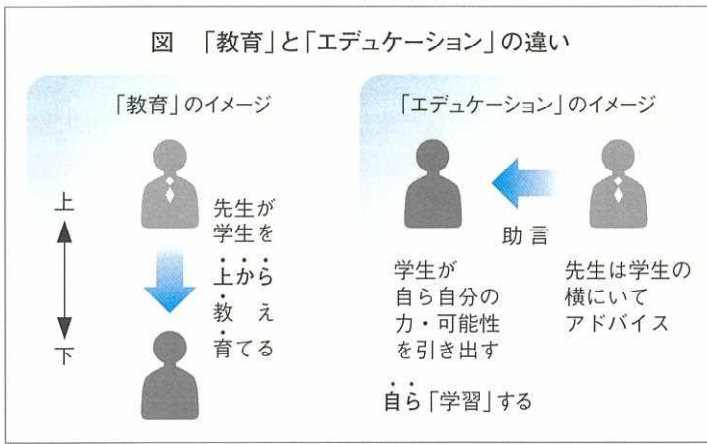 図　「教育」と「エデュケーション」の違い
「教育」のイメージ
上
下
先生が
学生を
上から
教　え
育てる
「エデュケーション」のイメージ
助言
学生が
自ら自分の
力・可能性
を引き出す
先生は学生の
横にいて
アドバイス
自ら「学習」する